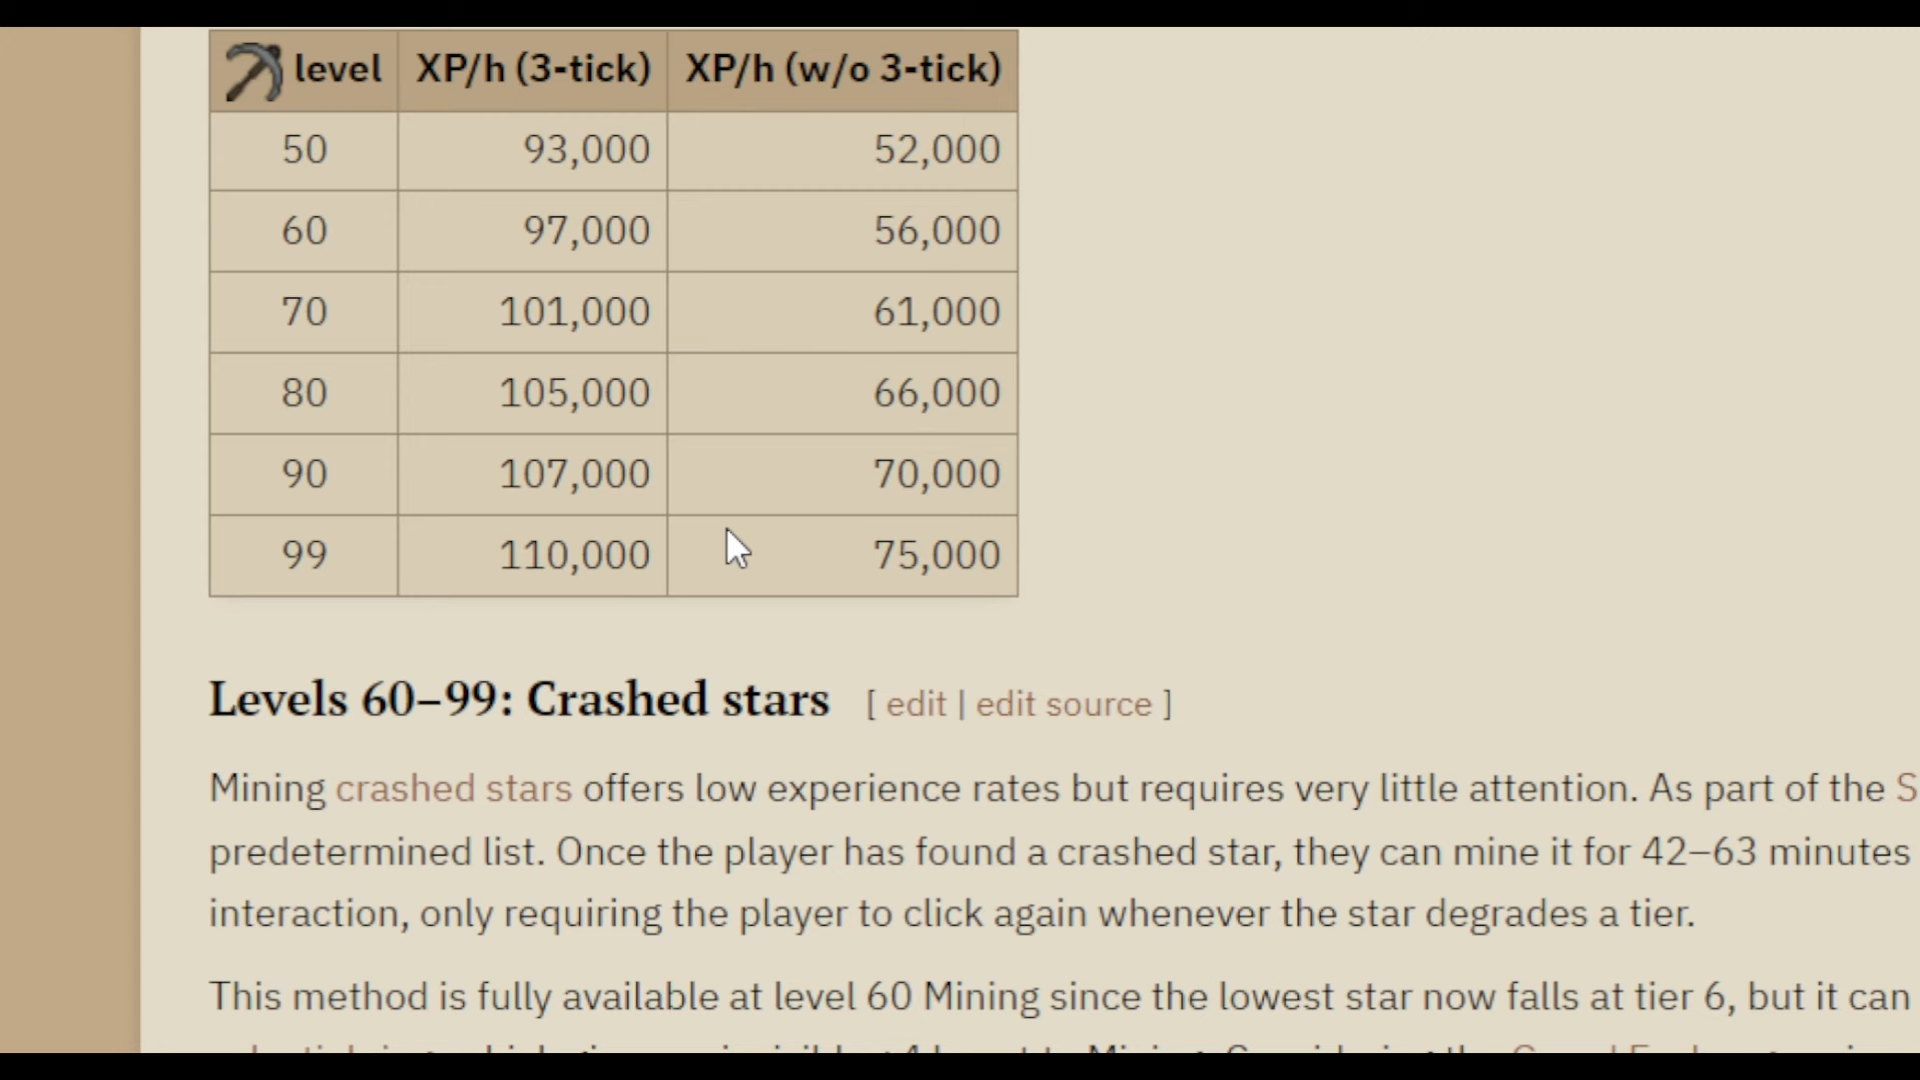 level XP/h (3-tick) XP/h (w/o 3-tick)
50 93,000 52,000
60 97,000 56,000
70 101,000 61,000
80 105,000 66,000
90 107,000 70,000
99 110,000 75,000
Levels 60–99: Crashed stars [ edit | edit source ]
Mining crashed stars offers low experience rates but requires very little attention. As part of the
predetermined list. Once the player has found a crashed star, they can mine it for 42–63 minutes
interaction, only requiring the player to click again whenever the star degrades a tier.
This method is fully available at level 60 Mining since the lowest star now falls at tier 6, but it can